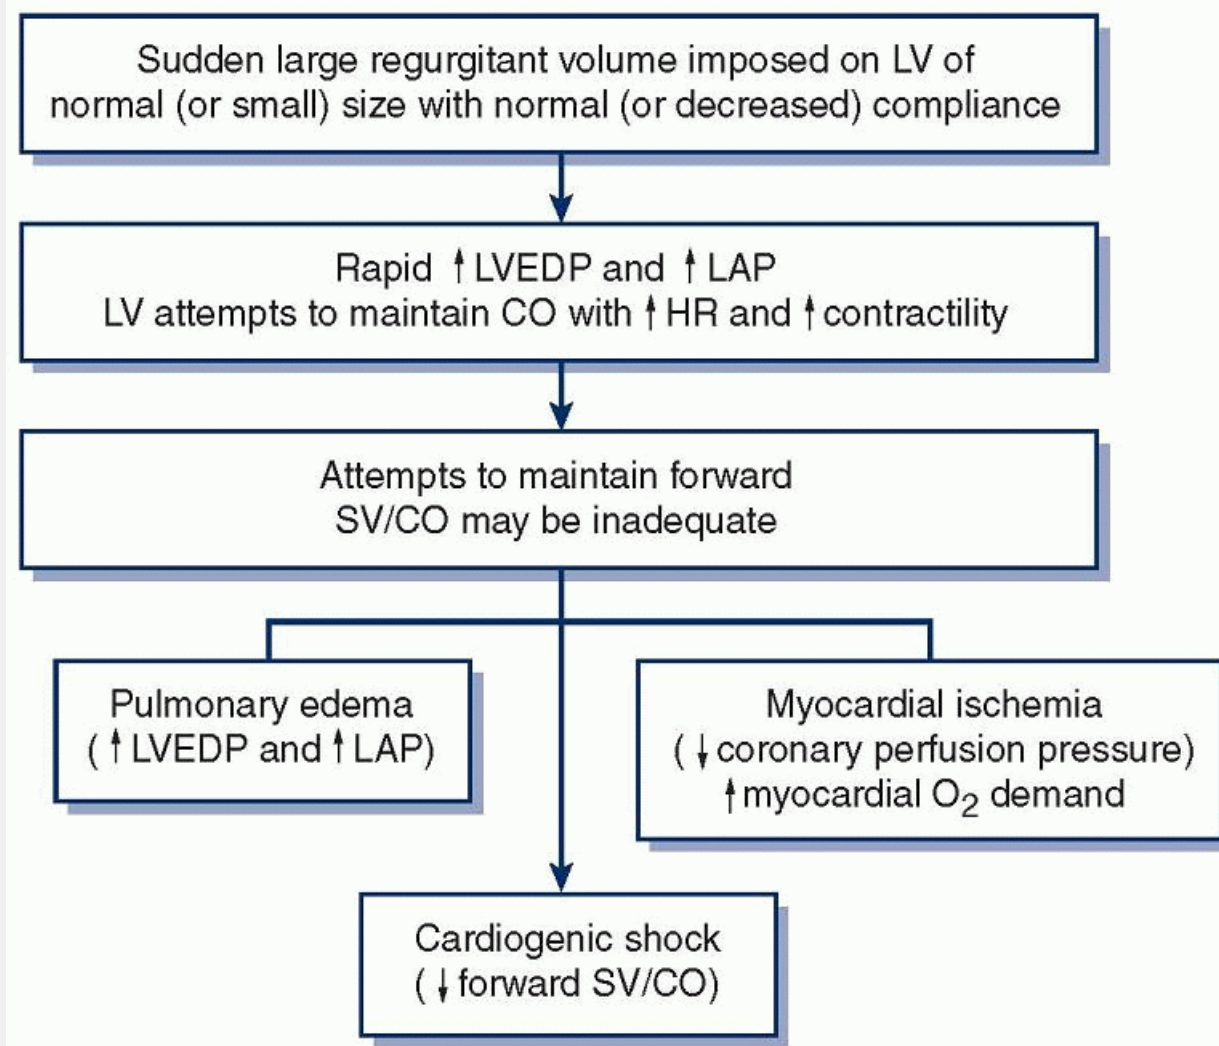 Sudden large regurgitant volume imposed on LV of
normal (or small) size with normal (or decreased) compliance
Rapid ↑ LVEDP and ↑ LAP
LV attempts to maintain CO with ↑ HR and ↑ contractility
Attempts to maintain forward
SV/CO may be inadequate
Pulmonary edema
(↑ LVEDP and ↑ LAP)
Myocardial ischemia
(↓ coronary perfusion pressure)
↑ myocardial O₂ demand
Cardiogenic shock
(↓ forward SV/CO)